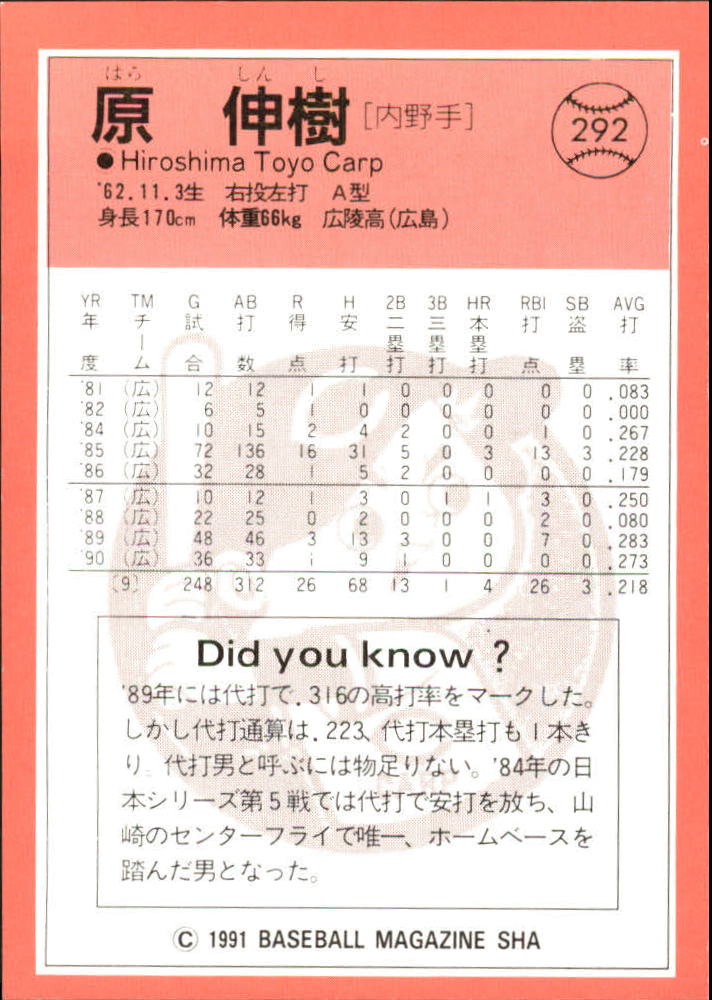 はら しん じ
原 伸樹 [内野手]
292
●Hiroshima Toyo Carp
'62.11.3生 右投左打 A型
身長170cm 体重66kg 広陵高(広島)
YR TM G AB R H 2B 3B HR RBI SB AVG
年度 チーム 試合 打数 得点 安打 二塁打 三塁打 本塁打 打点 盗塁 打率
'81 (広) 12 12 1 1 0 0 0 0 0 .083
'82 (広) 6 5 1 0 0 0 0 0 0 .000
'84 (広) 10 15 2 4 2 0 0 1 0 .267
'85 (広) 72 136 16 31 5 0 3 13 3 .228
'86 (広) 32 28 1 5 2 0 0 0 0 .179
'87 (広) 10 12 1 3 0 1 1 3 0 .250
'88 (広) 22 25 0 2 0 0 0 2 0 .080
'89 (広) 48 46 3 13 3 0 0 7 0 .283
'90 (広) 36 33 1 9 1 0 0 0 0 .273
(9) 248 312 26 68 13 1 4 26 3 .218
Did you know ?
'89年には代打で.316の高打率をマークした。
しかし代打通算は.223、代打本塁打も1本き
り。代打男と呼ぶには物足りない。'84年の日
本シリーズ第5戦では代打で安打を放ち、山
崎のセンターフライで唯一、ホームベースを
踏んだ男となった。
© 1991 BASEBALL MAGAZINE SHA